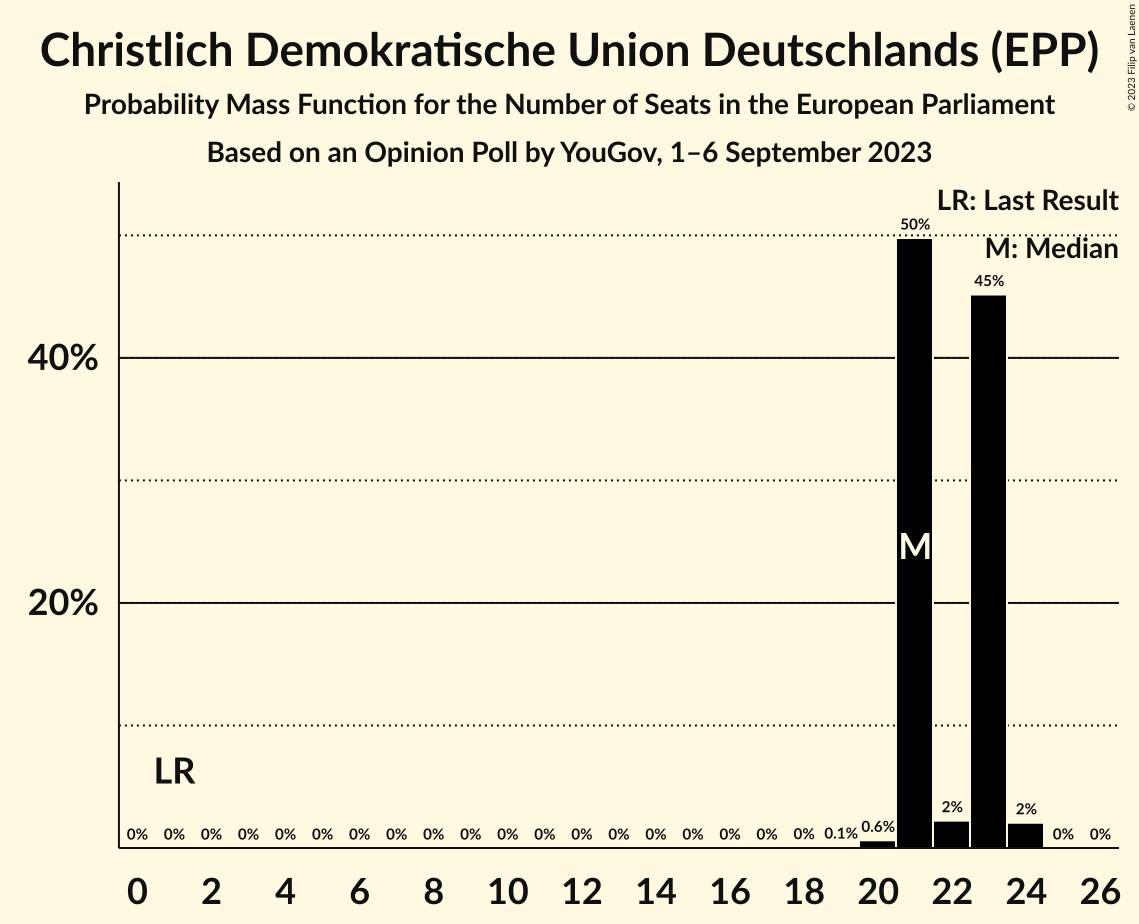 Christlich Demokratische Union Deutschlands (EPP)
Probability Mass Function for the Number of Seats in the European Parliament
Based on an Opinion Poll by YouGov, 1–6 September 2023
© 2023 Filip van Laenen
LR: Last Result
M: Median
50%
45%
40%
M
20%
LR
0% 0% 0% 0% 0% 0% 0% 0% 0% 0% 0% 0% 0% 0% 0% 0% 0% 0% 0% 0.1% 0.6% 2% 2% 0% 0%
0 2 4 6 8 10 12 14 16 18 20 22 24 26